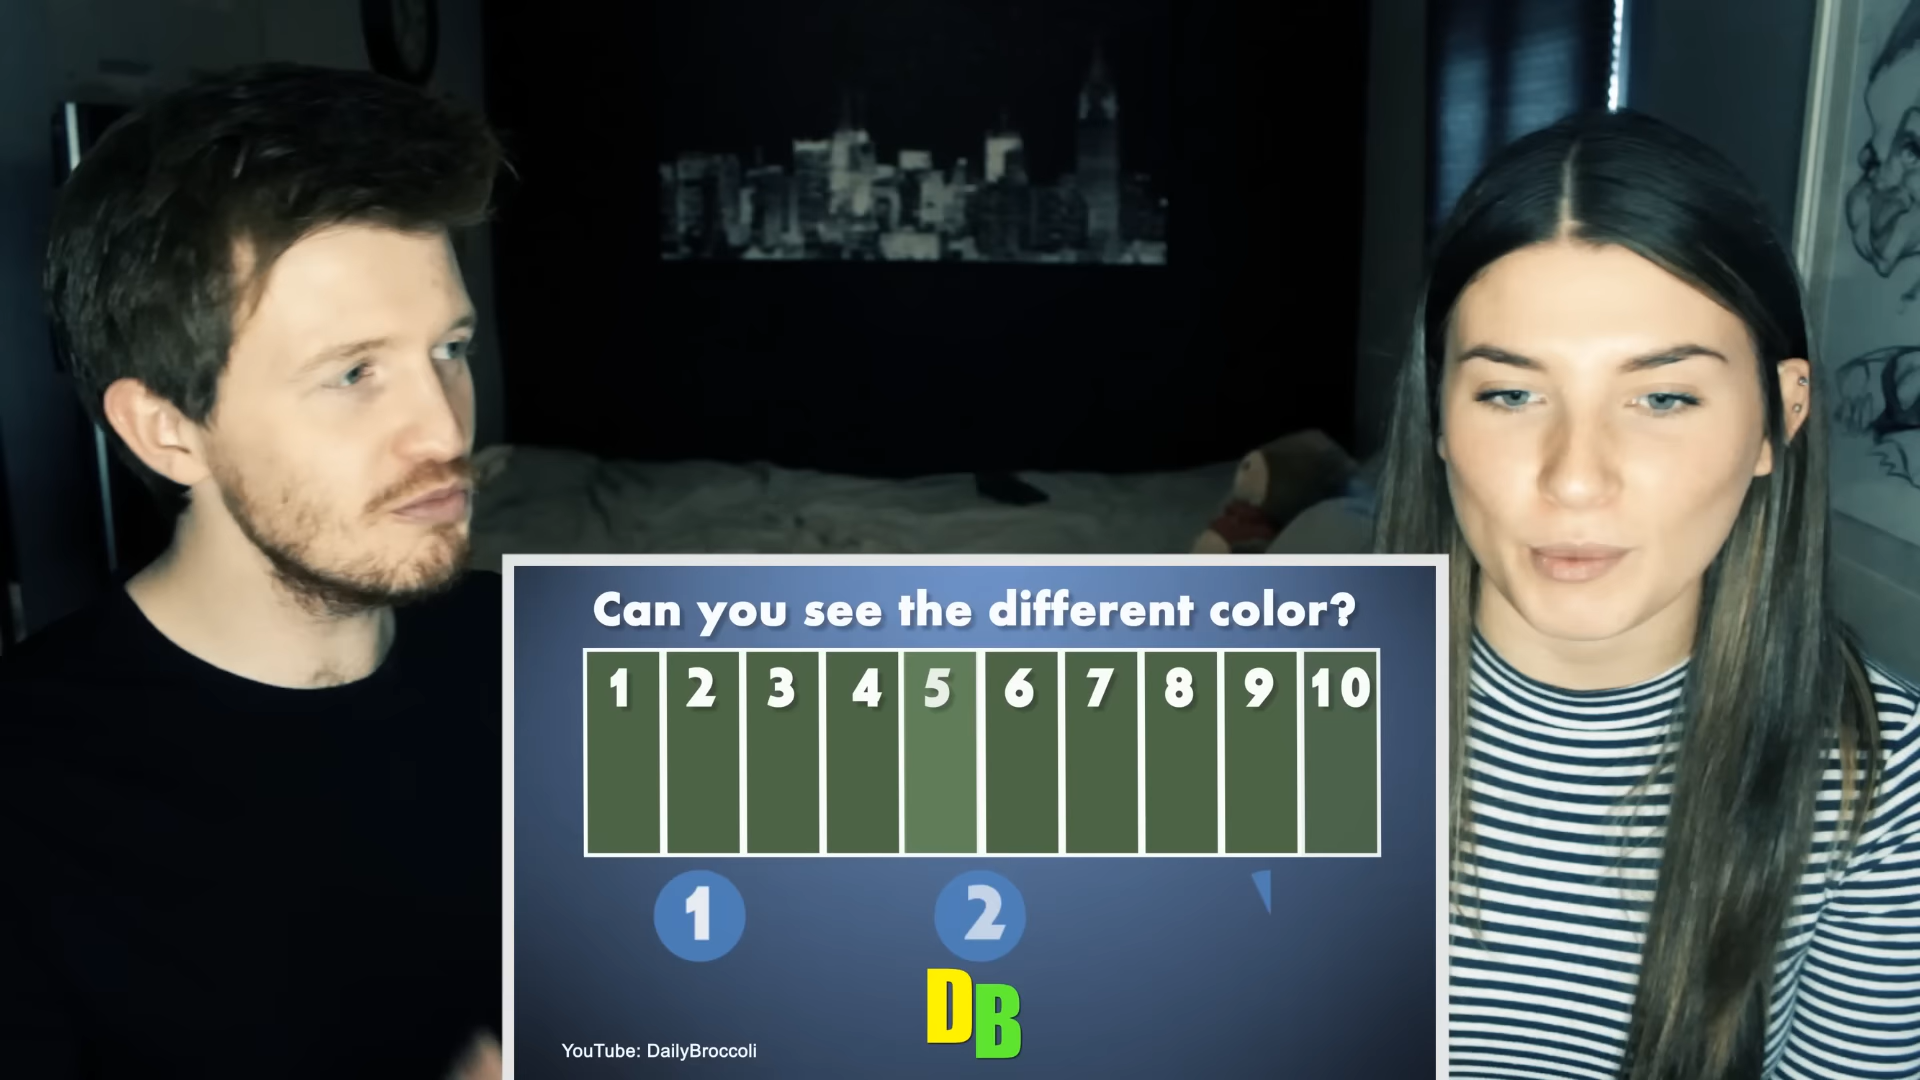 Can you see the different color?
1 2 3 4 5 6 7 8 9 10
1 2
DB
YouTube: DailyBroccoli